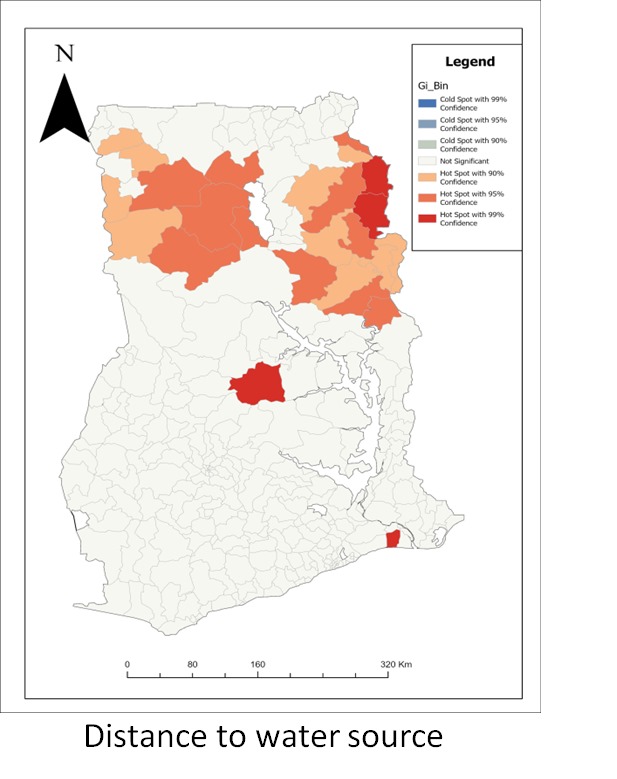 N
Legend
Gi_Bin
Cold Spot with 99%
Confidence
Cold Spot with 95%
Confidence
Cold Spot with 90%
Confidence
Not Significant
Hot Spot with 90%
Confidence
Hot Spot with 95%
Confidence
Hot Spot with 99%
Confidence
0 80 160 320 Km
Distance to water source